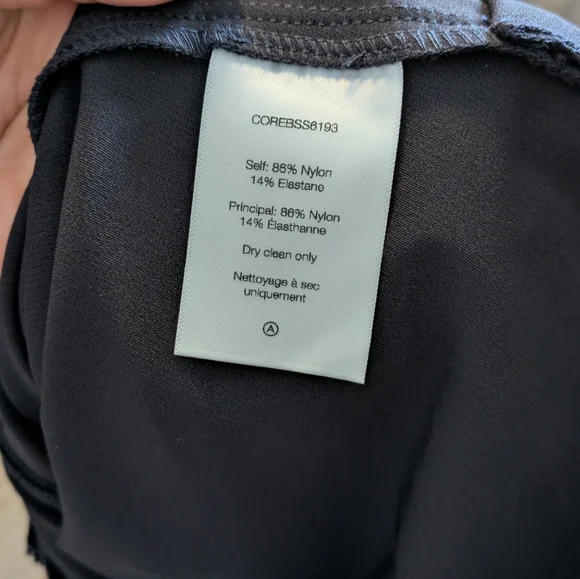 COREBSS6193
Self: 86% Nylon
14% Elastane
Principal: 86% Nylon
14% Élasthanne
Dry clean only
Nettoyage à sec
uniquement
A